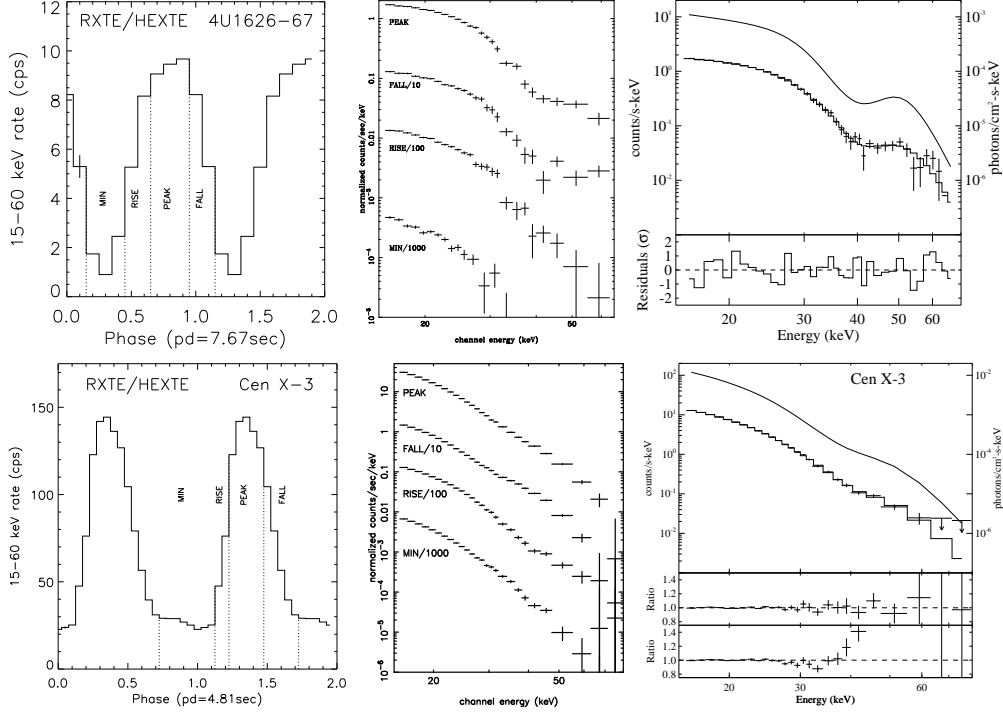 RXTE/HEXTE 4U1626-67
15-60 keV rate (cps)
12
10
8
6
4
2
0
MIN
RISE
PEAK
FALL
0.0 0.5 1.0 1.5 2.0
Phase (pd=7.67sec)
normalized counts/sec/keV
1
0.1
0.01
10⁻³
10⁻⁴
10⁻⁵
PEAK
FALL/10
RISE/100
MIN/1000
20 50
channel energy (keV)
counts/s-keV
10¹
10⁰
10⁻¹
10⁻²
photons/cm²-s-keV
10⁻³
10⁻⁴
10⁻⁵
10⁻⁶
Residuals (σ)
2
1
0
-1
-2
20 30 40 50 60
Energy (keV)
RXTE/HEXTE Cen X-3
15-60 keV rate (cps)
150
100
50
0
MIN
RISE
PEAK
FALL
0.0 0.5 1.0 1.5 2.0
Phase (pd=4.81sec)
normalized counts/sec/keV
10
1
0.1
0.01
10⁻³
10⁻⁴
10⁻⁵
10⁻⁶
PEAK
FALL/10
RISE/100
MIN/1000
20 50
channel energy (keV)
Cen X-3
counts/s-keV
10²
10¹
10⁰
10⁻¹
10⁻²
photons/cm²-s-keV
10⁻²
10⁻⁴
10⁻⁶
Ratio
1.4
1.2
1.0
0.8
Ratio
1.4
1.2
1.0
0.8
20 30 40 60
Energy (keV)